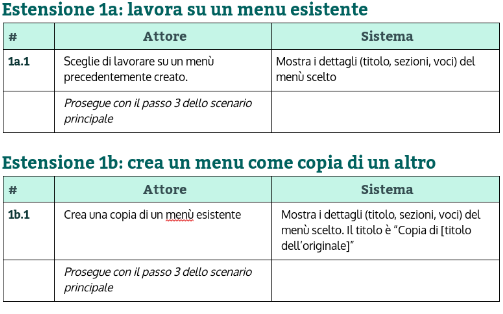 Estensione 1a: lavora su un menu esistente
# Attore Sistema
1a.1 Sceglie di lavorare su un menù Mostra i dettagli (titolo, sezioni, voci) del
precedentemente creato. menù scelto
Prosegue con il passo 3 dello scenario
principale
Estensione 1b: crea un menu come copia di un altro
# Attore Sistema
1b.1 Crea una copia di un menù esistente Mostra i dettagli (titolo, sezioni, voci) del
menù scelto. Il titolo è “Copia di [titolo
dell’originale]”
Prosegue con il passo 3 dello scenario
principale